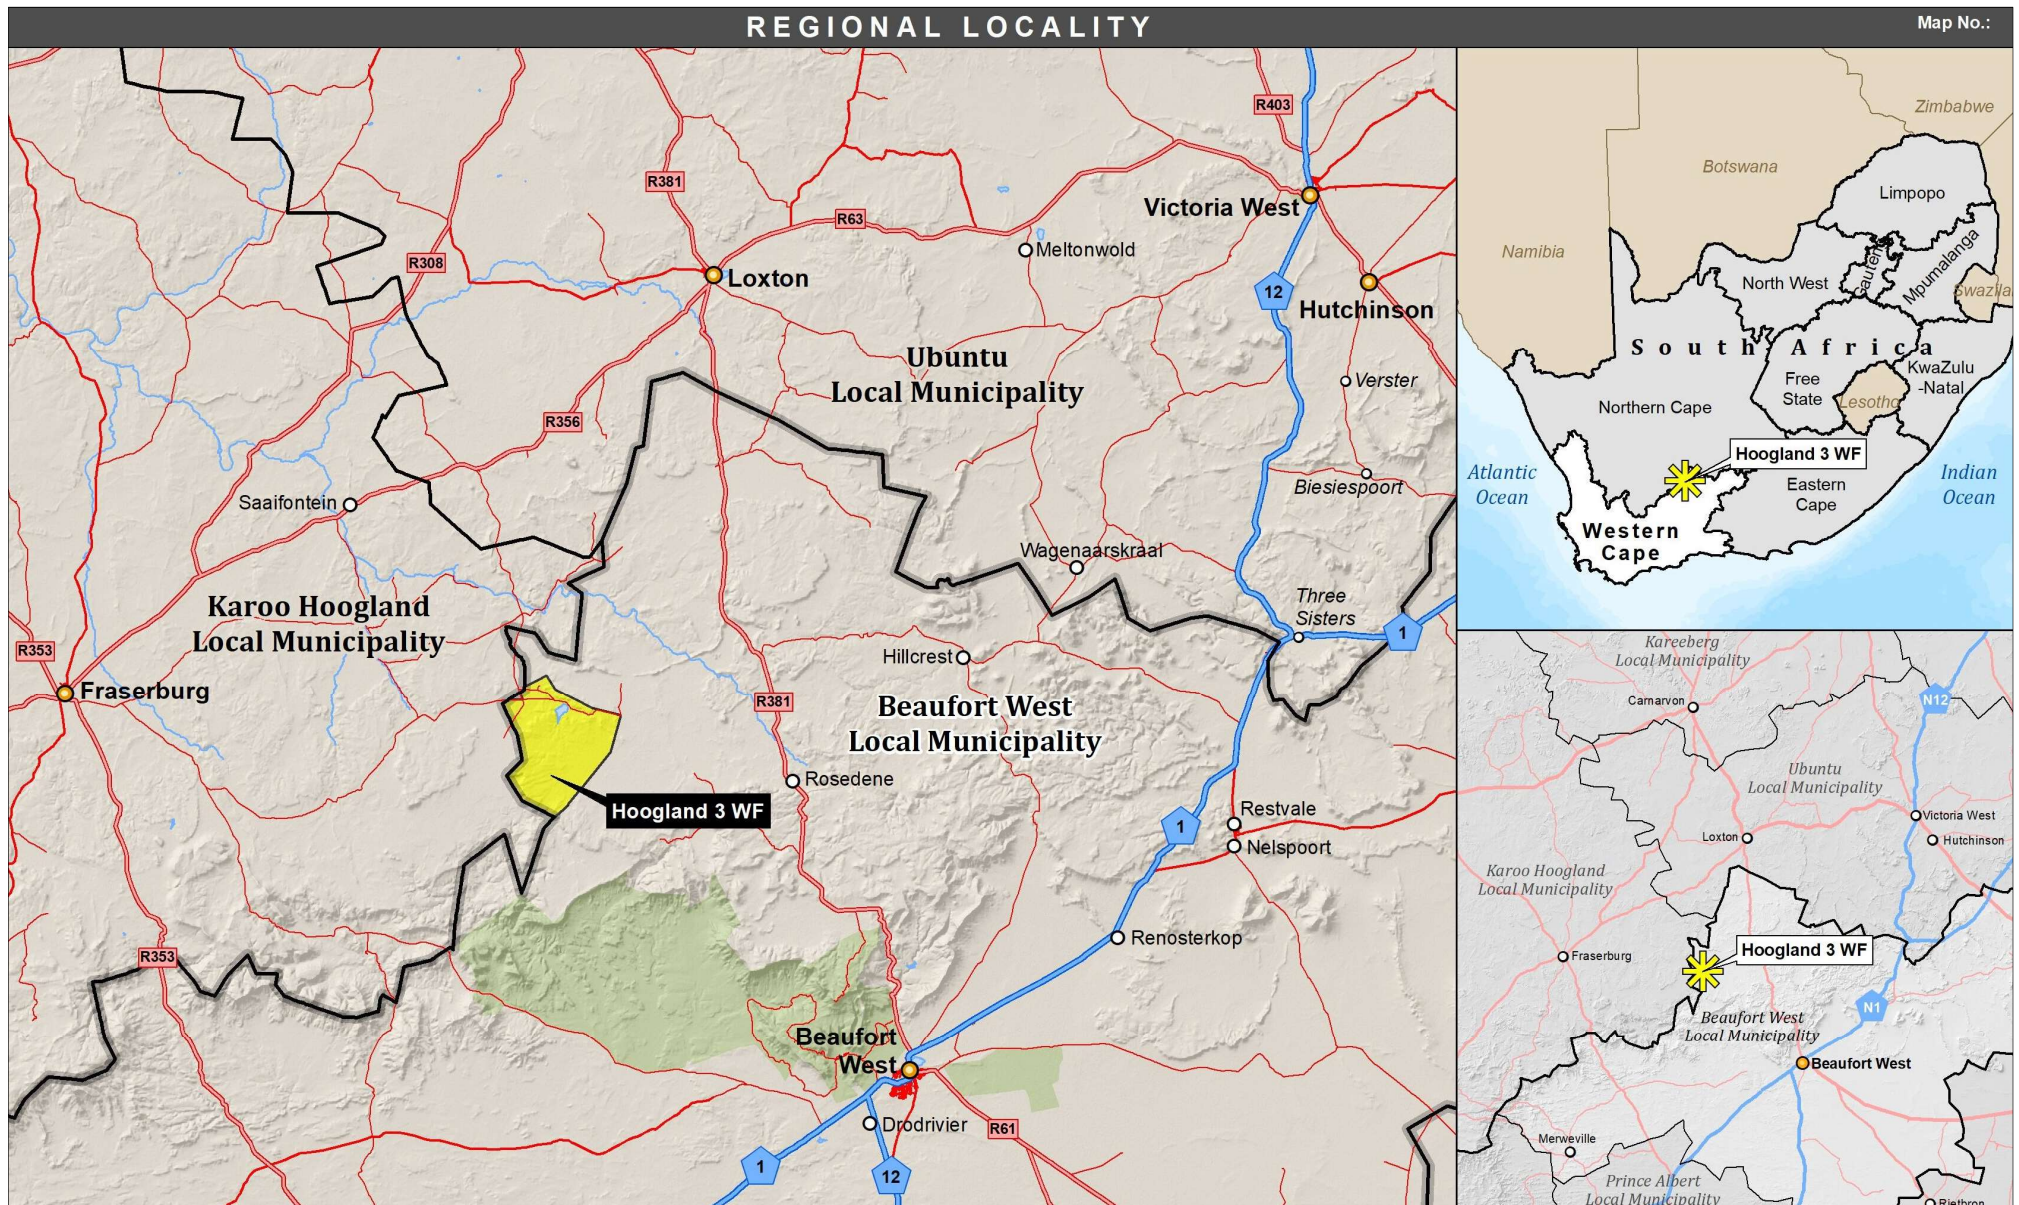 REGIONAL LOCALITY
Map No.:
R403
R381
R63
Victoria West
Meltonwold
R308
Loxton
12
Hutchinson
Ubuntu
Local Municipality
Verster
R356
Biesiespoort
Saaifontein
Wagenaarskraal
Three
Sisters
Karoo Hoogland
Local Municipality
1
R353
Hillcrest
Fraserburg
R381
Beaufort West
Local Municipality
Rosedene
Hoogland 3 WF
Restvale
1
Nelspoort
Renosterkop
R353
Beaufort
West
Drodrivier
R61
1
12
Zimbabwe
Botswana
Limpopo
Namibia
North West
Gauteng
Mpumalanga
Swazila
South Africa
KwaZulu
-Natal
Free
State
Lesotho
Northern Cape
Hoogland 3 WF
Atlantic
Ocean
Indian
Ocean
Eastern
Cape
Western
Cape
Kareeberg
Local Municipality
Carnarvon
N12
Ubuntu
Local Municipality
Victoria West
Loxton
Hutchinson
Karoo Hoogland
Local Municipality
Hoogland 3 WF
Fraserburg
N1
Beaufort West
Local Municipality
Beaufort West
Merweville
Prince Albert
Local Municipality
Rietbron